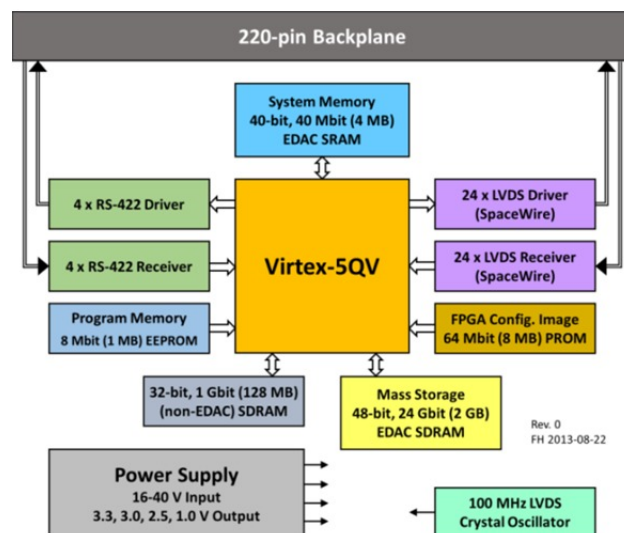 220-pin Backplane
System Memory
40-bit, 40 Mbit (4 MB)
EDAC SRAM
4 x RS-422 Driver
24 x LVDS Driver
(SpaceWire)
4 x RS-422 Receiver
Virtex-5QV
24 x LVDS Receiver
(SpaceWire)
Program Memory
8 Mbit (1 MB) EEPROM
FPGA Config. Image
64 Mbit (8 MB) PROM
32-bit, 1 Gbit (128 MB)
(non-EDAC) SDRAM
Mass Storage
48-bit, 24 Gbit (2 GB)
EDAC SDRAM
Rev. 0
FH 2013-08-22
Power Supply
16-40 V Input
3.3, 3.0, 2.5, 1.0 V Output
100 MHz LVDS
Crystal Oscillator